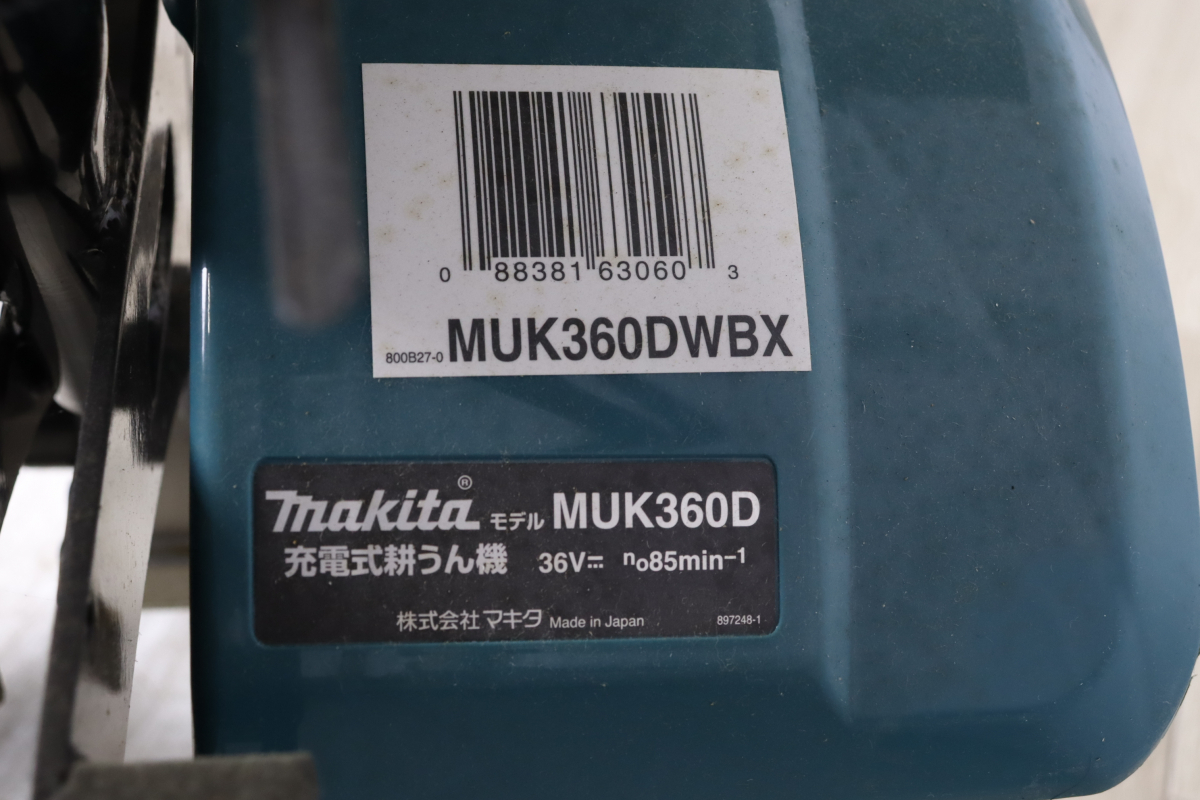 0 88381 63060 3
800B27-0 MUK360DWBX
makita® モデル MUK360D
充電式耕うん機 36V⎓ n₀85min⁻¹
株式会社 マキタ Made in Japan 897248-1